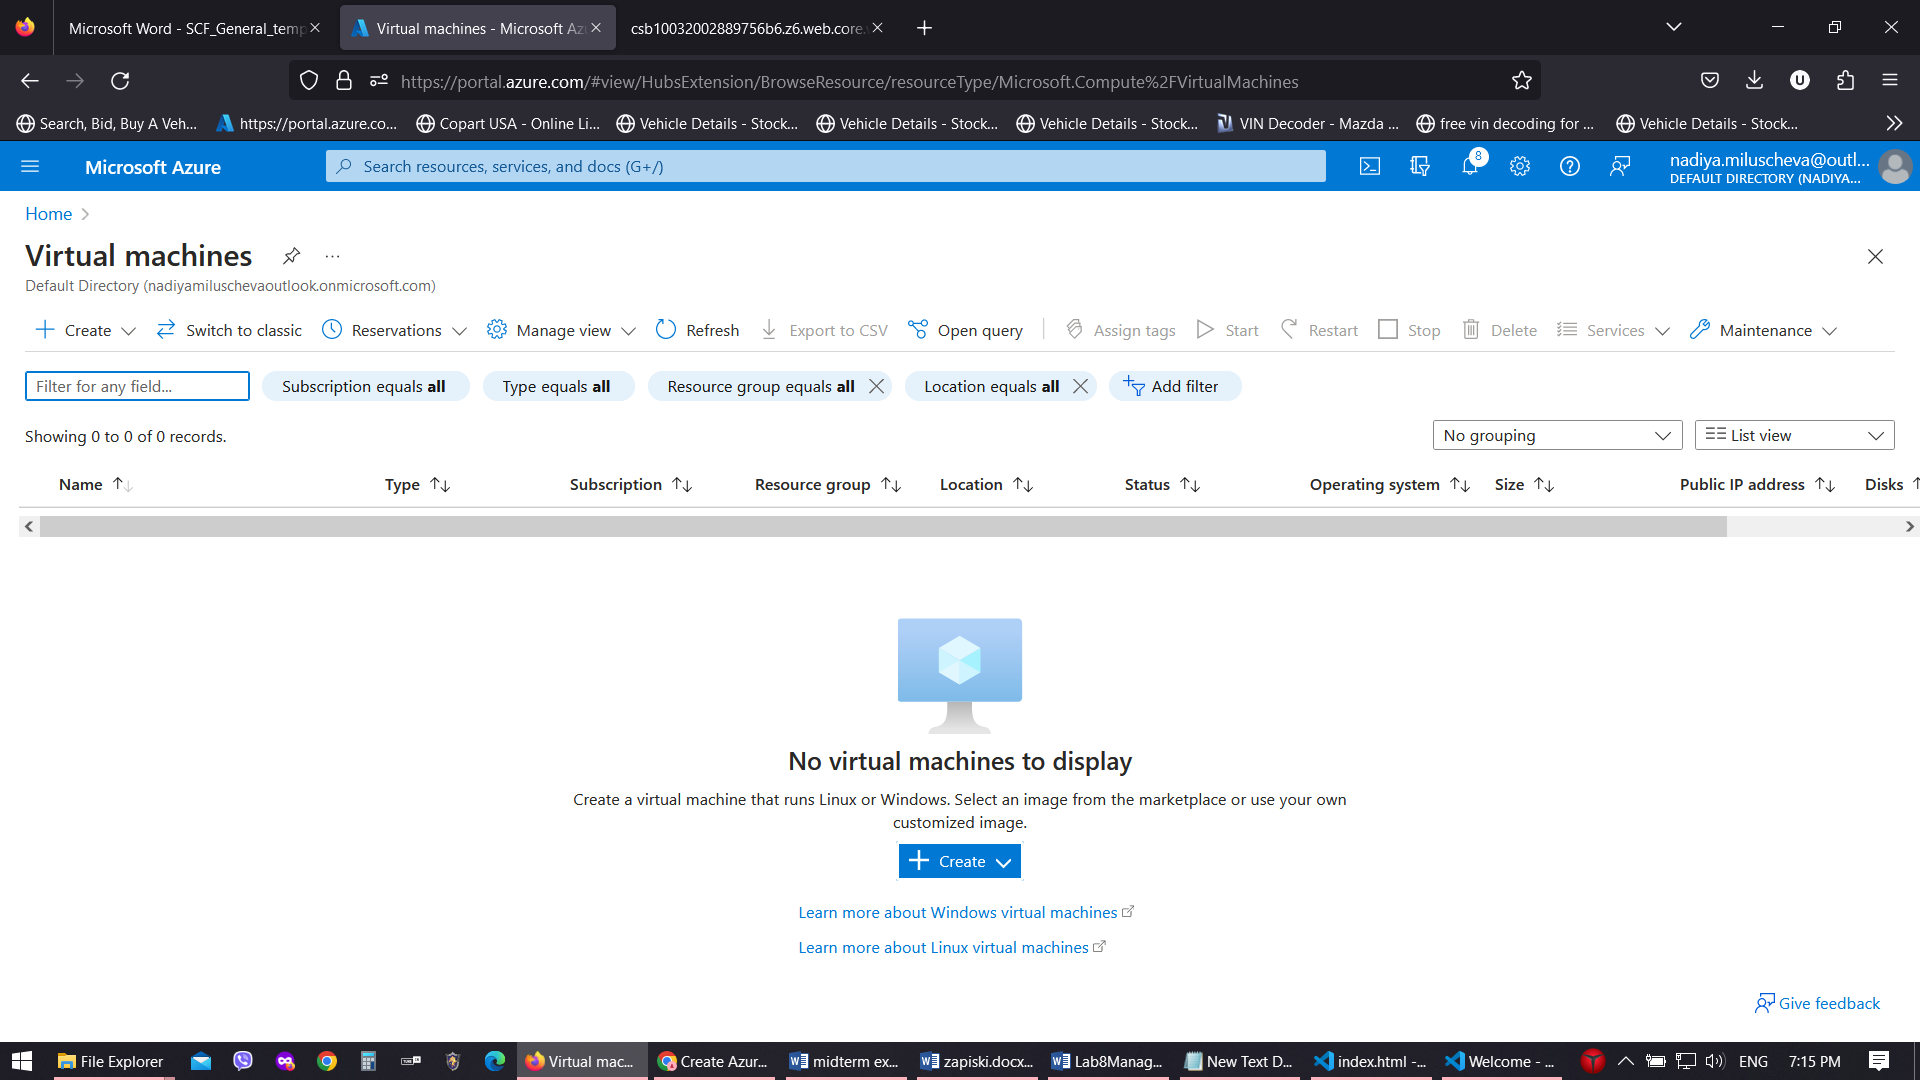 Microsoft Word - SCF_General_temp
Virtual machines - Microsoft Az
csb10032002889756b6.z6.web.core.
https://portal.azure.com/#view/HubsExtension/BrowseResource/resourceType/Microsoft.Compute%2FVirtualMachines
Search, Bid, Buy A Veh...
https://portal.azure.co...
Copart USA - Online Li...
Vehicle Details - Stock...
Vehicle Details - Stock...
Vehicle Details - Stock...
VIN Decoder - Mazda ...
free vin decoding for ...
Vehicle Details - Stock...
Microsoft Azure
Search resources, services, and docs (G+/)
8
nadiya.miluscheva@outl...
DEFAULT DIRECTORY (NADIYA...
Home
Virtual machines
Default Directory (nadiyamiluschevaoutlook.onmicrosoft.com)
Create
Switch to classic
Reservations
Manage view
Refresh
Export to CSV
Open query
Assign tags
Start
Restart
Stop
Delete
Services
Maintenance
Filter for any field...
Subscription equals all
Type equals all
Resource group equals all
Location equals all
Add filter
Showing 0 to 0 of 0 records.
No grouping
List view
Name
Type
Subscription
Resource group
Location
Status
Operating system
Size
Public IP address
Disks
No virtual machines to display
Create a virtual machine that runs Linux or Windows. Select an image from the marketplace or use your own
customized image.
Create
Learn more about Windows virtual machines
Learn more about Linux virtual machines
Give feedback
File Explorer
Virtual mac...
Create Azur...
midterm ex...
zapiski.docx...
Lab8Manag...
New Text D...
index.html -...
Welcome - ...
ENG
7:15 PM